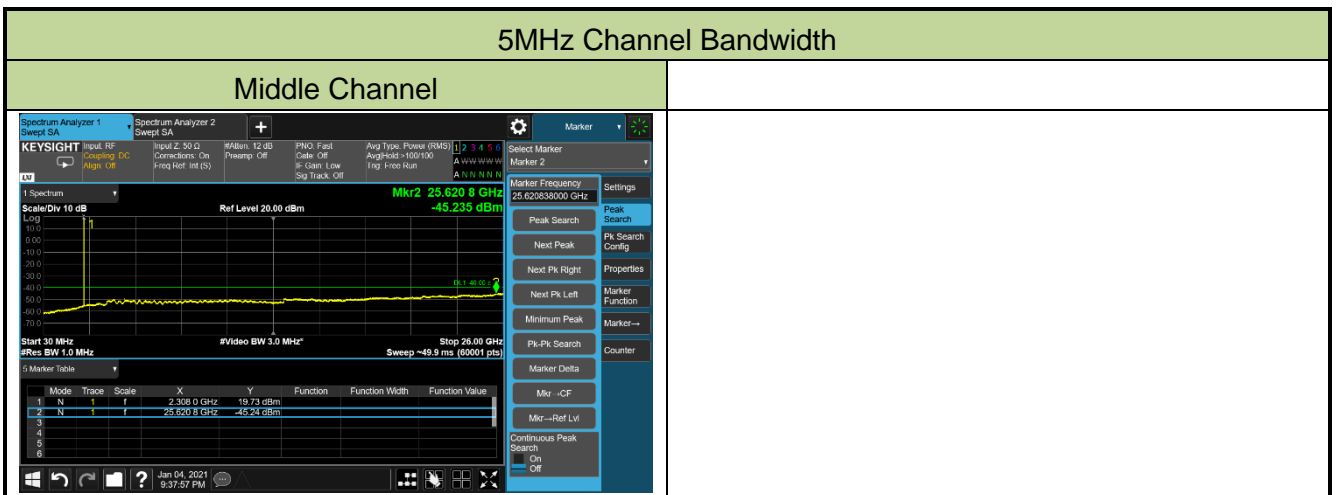 5MHz Channel Bandwidth
Middle Channel
Spectrum Analyzer 1
Swept SA
Spectrum Analyzer 2
Swept SA
+
Marker
KEYSIGHT
Input: RF
Coupling: DC
Align: Off
Input Z: 50 Ω
Corrections: On
Freq Ref: Int (S)
#Atten: 12 dB
Preamp: Off
PNO: Fast
Gate: Off
IF Gain: Low
Sig Track: Off
Avg Type: Power (RMS)
Avg|Hold:>100/100
Trig: Free Run
1 2 3 4 5 6
A W W W W W
A N N N N N
LXI
Select Marker
Marker 2
1 Spectrum
Mkr2 25.620 8 GHz
Scale/Div 10 dB
Ref Level 20.00 dBm
-45.235 dBm
Log
10.0
0.00
-10.0
-20.0
-30.0
-40.0
-50.0
-60.0
-70.0
1
2
Start 30 MHz
#Video BW 3.0 MHz*
Stop 26.00 GHz
#Res BW 1.0 MHz
Sweep ~49.9 ms (60001 pts)
5 Marker Table
Mode Trace Scale X Y Function Function Width Function Value
1 N 1 f 2.308 0 GHz 19.73 dBm
2 N 1 f 25.620 8 GHz -45.24 dBm
3
4
5
6
Marker Frequency
25.620838000 GHz
Peak Search
Next Peak
Next Pk Right
Next Pk Left
Minimum Peak
Pk-Pk Search
Marker Delta
Mkr→CF
Mkr→Ref Lvl
Continuous Peak
Search
On
Off
Settings
Peak
Search
Pk Search
Config
Properties
Marker
Function
Marker→
Counter
?
Jan 04, 2021
9:37:57 PM